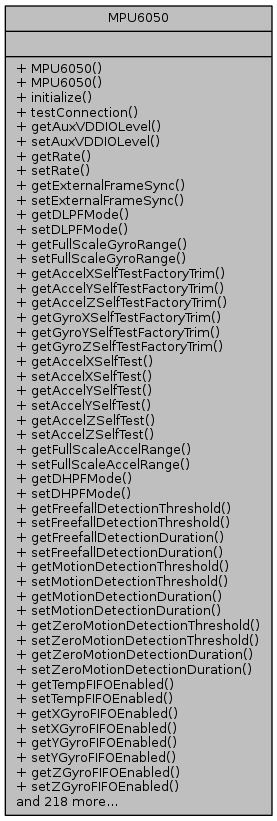 MPU6050
+ MPU6050()
+ MPU6050()
+ initialize()
+ testConnection()
+ getAuxVDDIOLevel()
+ setAuxVDDIOLevel()
+ getRate()
+ setRate()
+ getExternalFrameSync()
+ setExternalFrameSync()
+ getDLPFMode()
+ setDLPFMode()
+ getFullScaleGyroRange()
+ setFullScaleGyroRange()
+ getAccelXSelfTestFactoryTrim()
+ getAccelYSelfTestFactoryTrim()
+ getAccelZSelfTestFactoryTrim()
+ getGyroXSelfTestFactoryTrim()
+ getGyroYSelfTestFactoryTrim()
+ getGyroZSelfTestFactoryTrim()
+ getAccelXSelfTest()
+ setAccelXSelfTest()
+ getAccelYSelfTest()
+ setAccelYSelfTest()
+ getAccelZSelfTest()
+ setAccelZSelfTest()
+ getFullScaleAccelRange()
+ setFullScaleAccelRange()
+ getDHPFMode()
+ setDHPFMode()
+ getFreefallDetectionThreshold()
+ setFreefallDetectionThreshold()
+ getFreefallDetectionDuration()
+ setFreefallDetectionDuration()
+ getMotionDetectionThreshold()
+ setMotionDetectionThreshold()
+ getMotionDetectionDuration()
+ setMotionDetectionDuration()
+ getZeroMotionDetectionThreshold()
+ setZeroMotionDetectionThreshold()
+ getZeroMotionDetectionDuration()
+ setZeroMotionDetectionDuration()
+ getTempFIFOEnabled()
+ setTempFIFOEnabled()
+ getXGyroFIFOEnabled()
+ setXGyroFIFOEnabled()
+ getYGyroFIFOEnabled()
+ setYGyroFIFOEnabled()
+ getZGyroFIFOEnabled()
+ setZGyroFIFOEnabled()
and 218 more...